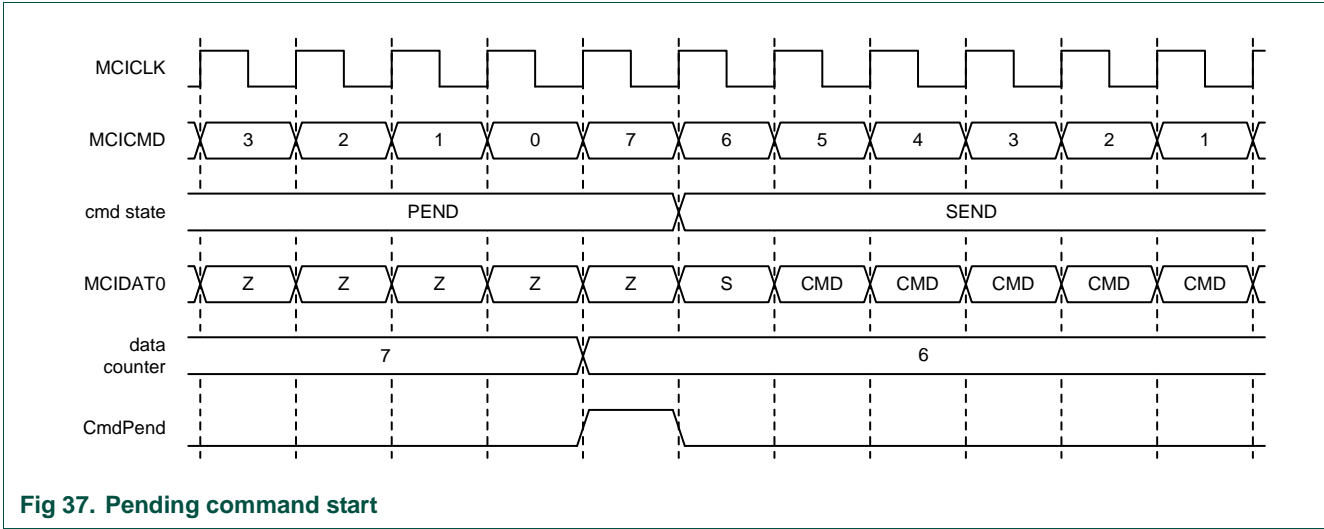 MCICLK
MCICMD 3 2 1 0 7 6 5 4 3 2 1
cmd state PEND SEND
MCIDAT0 Z Z Z Z Z S CMD CMD CMD CMD CMD
data
counter 7 6
CmdPend
Fig 37. Pending command start